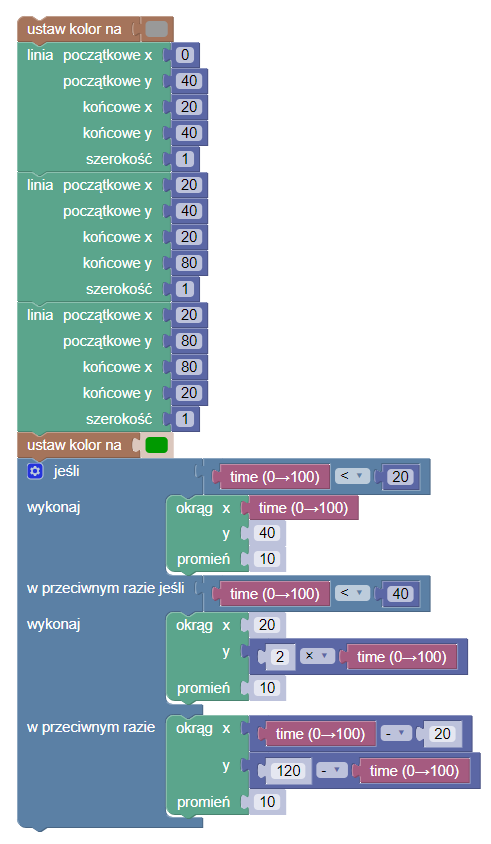 ustaw kolor na
linia początkowe x 0
początkowe y 40
końcowe x 20
końcowe y 40
szerokość 1
linia początkowe x 20
początkowe y 40
końcowe x 20
końcowe y 80
szerokość 1
linia początkowe x 20
początkowe y 80
końcowe x 80
końcowe y 20
szerokość 1
ustaw kolor na
jeśli time (0→100) < 20
wykonaj okrąg x time (0→100)
y 40
promień 10
w przeciwnym razie jeśli time (0→100) < 40
wykonaj okrąg x 20
y 2 × time (0→100)
promień 10
w przeciwnym razie okrąg x time (0→100) - 20
y 120 - time (0→100)
promień 10